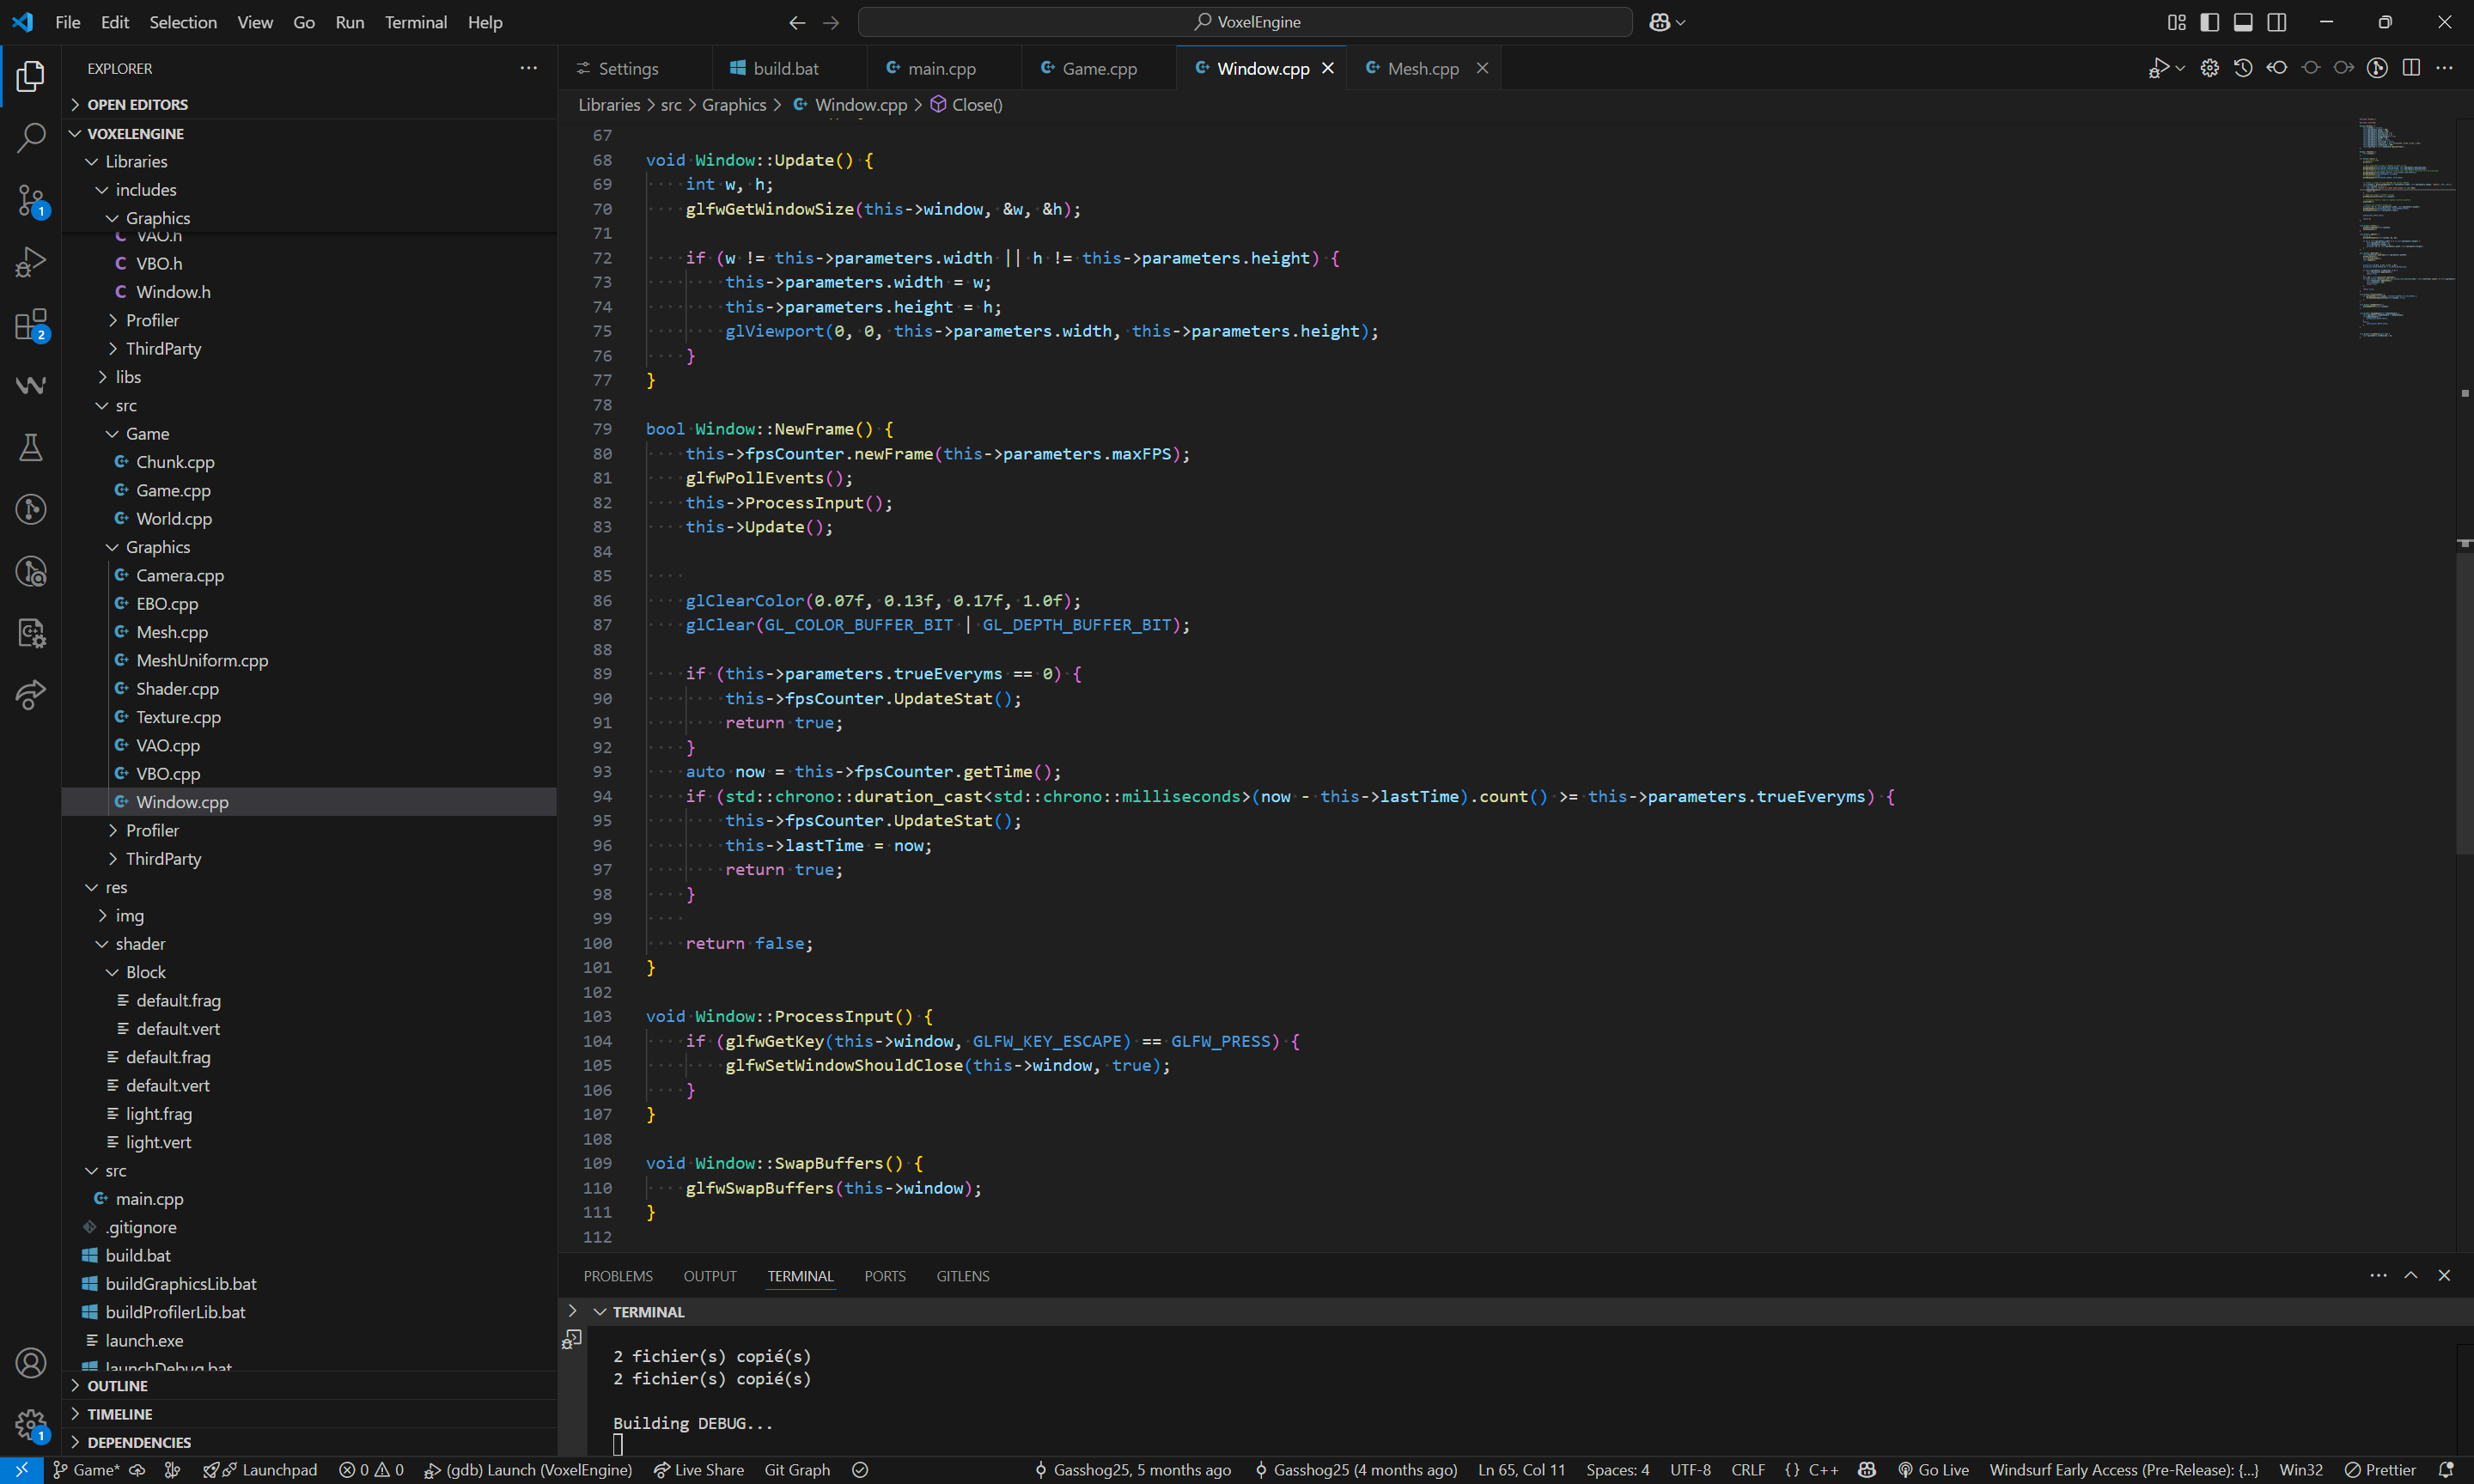 File Edit Selection View Go Run Terminal Help
VoxelEngine
EXPLORER
OPEN EDITORS
VOXELENGINE
Libraries
includes
Graphics
VAO.h
VBO.h
Window.h
Profiler
ThirdParty
libs
src
Game
Chunk.cpp
Game.cpp
World.cpp
Graphics
Camera.cpp
EBO.cpp
Mesh.cpp
MeshUniform.cpp
Shader.cpp
Texture.cpp
VAO.cpp
VBO.cpp
Window.cpp
Profiler
ThirdParty
res
img
shader
Block
default.frag
default.vert
default.frag
default.vert
light.frag
light.vert
src
main.cpp
.gitignore
build.bat
buildGraphicsLib.bat
buildProfilerLib.bat
launch.exe
launchDebug.bat
OUTLINE
TIMELINE
DEPENDENCIES
1
2
1
Settings build.bat main.cpp Game.cpp Window.cpp Mesh.cpp
Libraries > src > Graphics > Window.cpp > Close()
67
68 void Window::Update() {
69 int w, h;
70 glfwGetWindowSize(this->window, &w, &h);
71
72 if (w != this->parameters.width || h != this->parameters.height) {
73 this->parameters.width = w;
74 this->parameters.height = h;
75 glViewport(0, 0, this->parameters.width, this->parameters.height);
76 }
77 }
78
79 bool Window::NewFrame() {
80 this->fpsCounter.newFrame(this->parameters.maxFPS);
81 glfwPollEvents();
82 this->ProcessInput();
83 this->Update();
84
85
86 glClearColor(0.07f, 0.13f, 0.17f, 1.0f);
87 glClear(GL_COLOR_BUFFER_BIT | GL_DEPTH_BUFFER_BIT);
88
89 if (this->parameters.trueEveryms == 0) {
90 this->fpsCounter.UpdateStat();
91 return true;
92 }
93 auto now = this->fpsCounter.getTime();
94 if (std::chrono::duration_cast<std::chrono::milliseconds>(now - this->lastTime).count() >= this->parameters.trueEveryms) {
95 this->fpsCounter.UpdateStat();
96 this->lastTime = now;
97 return true;
98 }
99
100 return false;
101 }
102
103 void Window::ProcessInput() {
104 if (glfwGetKey(this->window, GLFW_KEY_ESCAPE) == GLFW_PRESS) {
105 glfwSetWindowShouldClose(this->window, true);
106 }
107 }
108
109 void Window::SwapBuffers() {
110 glfwSwapBuffers(this->window);
111 }
112
PROBLEMS OUTPUT TERMINAL PORTS GITLENS
TERMINAL
2 fichier(s) copié(s)
2 fichier(s) copié(s)
Building DEBUG...
Game* Launchpad 0 0 (gdb) Launch (VoxelEngine) Live Share Git Graph Gasshog25, 5 months ago Gasshog25 (4 months ago) Ln 65, Col 11 Spaces: 4 UTF-8 CRLF {} C++ Go Live Windsurf Early Access (Pre-Release): {...} Win32 Prettier